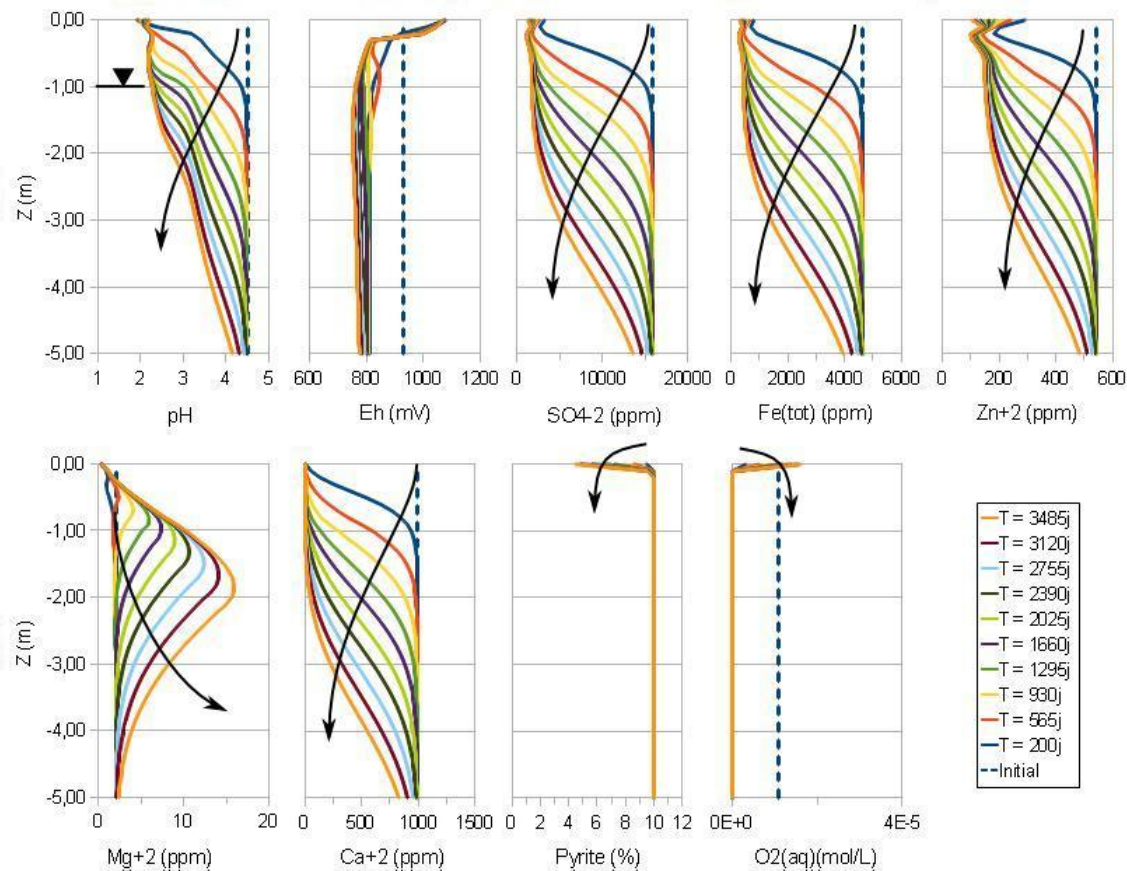 0,00
-1,00
-2,00
-3,00
-4,00
-5,00
Z (m)
1 2 3 4 5
600 800 1000 1200
0 10000 20000
0 2000 4000 6000
0 200 400 600
pH
Eh (mV)
SO4-2 (ppm)
Fe(tot) (ppm)
Zn+2 (ppm)
0,00
-1,00
-2,00
-3,00
-4,00
-5,00
Z (m)
0 10 20
0 500 1000 1500
0 2 4 6 8 10 12
0E+0 4E-5
Mg+2 (ppm)
Ca+2 (ppm)
Pyrite (%)
O2(aq)(mol/L)
T = 3485j
T = 3120j
T = 2755j
T = 2390j
T = 2025j
T = 1660j
T = 1295j
T = 930j
T = 565j
T = 200j
Initial